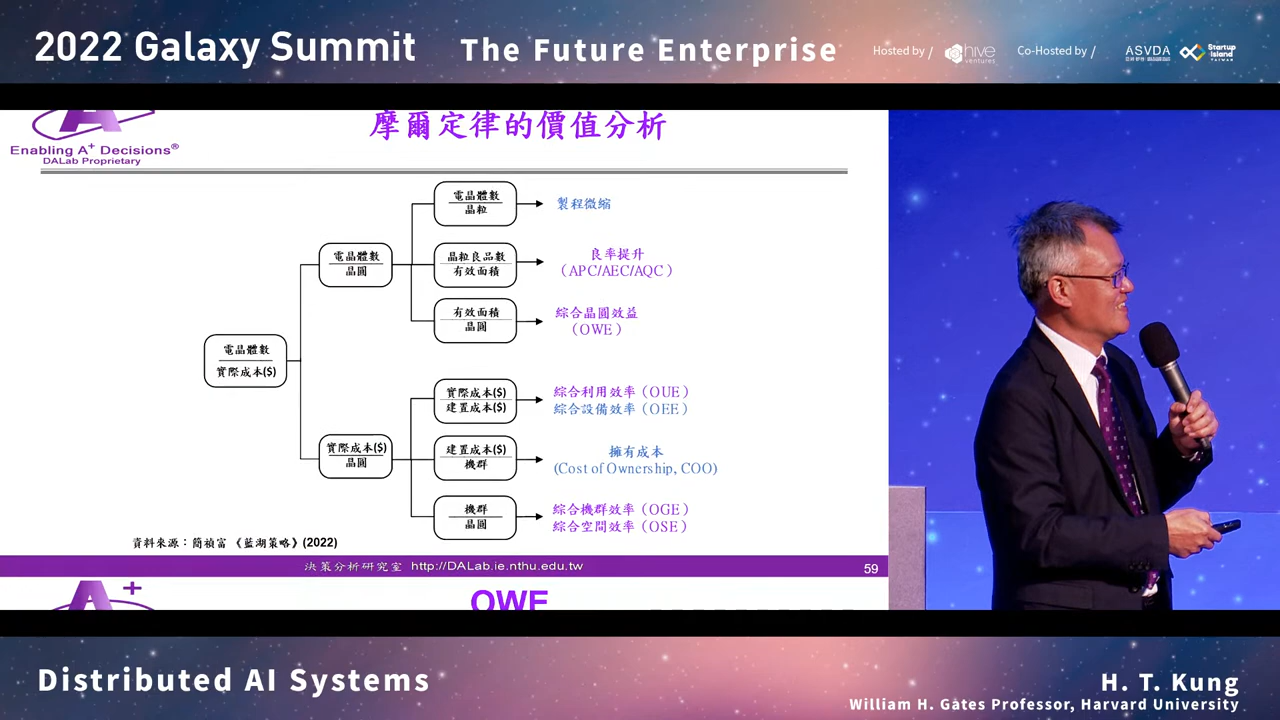 2022 Galaxy Summit
The Future Enterprise
Hosted by /
hive
ventures
Co-Hosted by /
ASVDA
Startup
Island
TAIWAN
A
Enabling A+ Decisions®
DALab Proprietary
摩爾定律的價值分析
電晶體數
實際成本($)
電晶體數
晶圓
實際成本($)
晶圓
電晶體數
晶粒
製程微縮
晶粒良品數
有效面積
良率提升
（APC/AEC/AQC）
有效面積
晶圓
綜合晶圓效益
（OWE）
實際成本($)
建置成本($)
綜合利用效率（OUE）
綜合設備效率（OEE）
建置成本($)
機群
擁有成本
(Cost of Ownership, COO)
機群
晶圓
綜合機群效率（OGE）
綜合空間效率（OSE）
資料來源：簡禎富《藍湖策略》(2022)
決策分析研究室 http://DALab.ie.nthu.edu.tw
59
A+
OWE
Distributed AI Systems
H. T. Kung
William H. Gates Professor, Harvard University